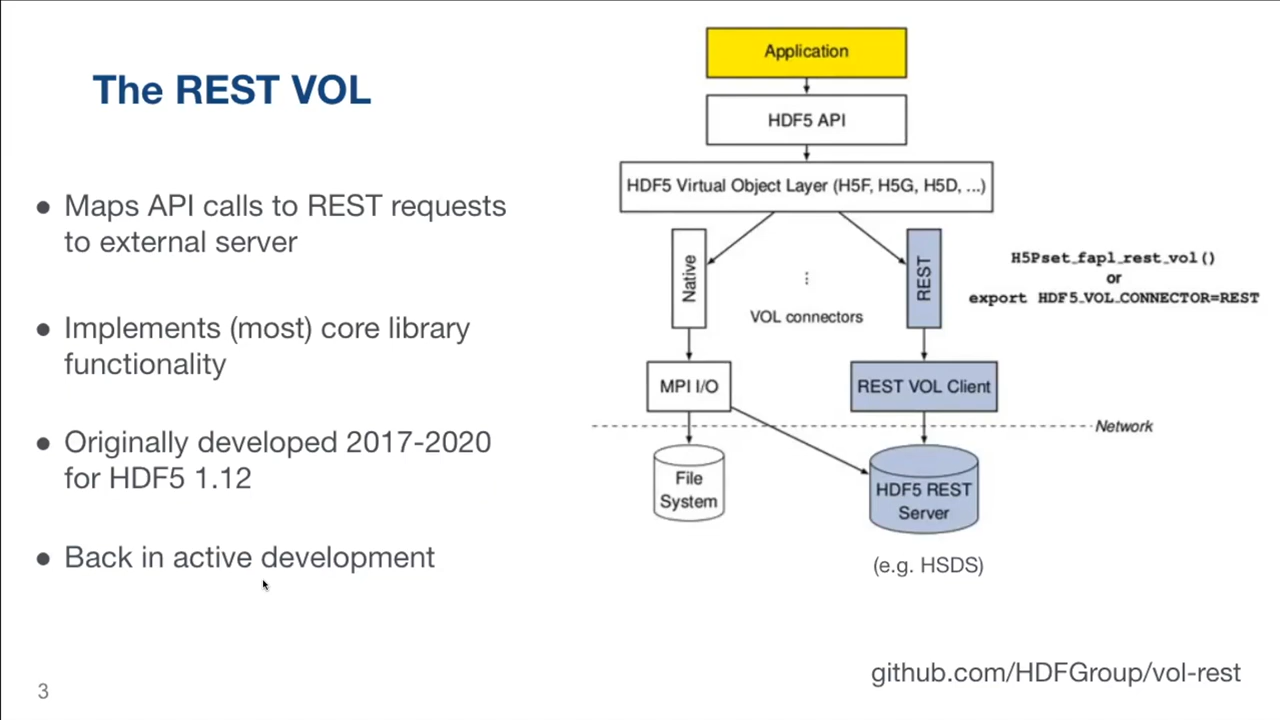 The REST VOL
● Maps API calls to REST requests
to external server
● Implements (most) core library
functionality
● Originally developed 2017-2020
for HDF5 1.12
● Back in active development
3
Application
HDF5 API
HDF5 Virtual Object Layer (H5F, H5G, H5D, ...)
Native
⋮
VOL connectors
REST
H5Pset_fapl_rest_vol()
or
export HDF5_VOL_CONNECTOR=REST
MPI I/O
REST VOL Client
Network
File
System
HDF5 REST
Server
(e.g. HSDS)
github.com/HDFGroup/vol-rest